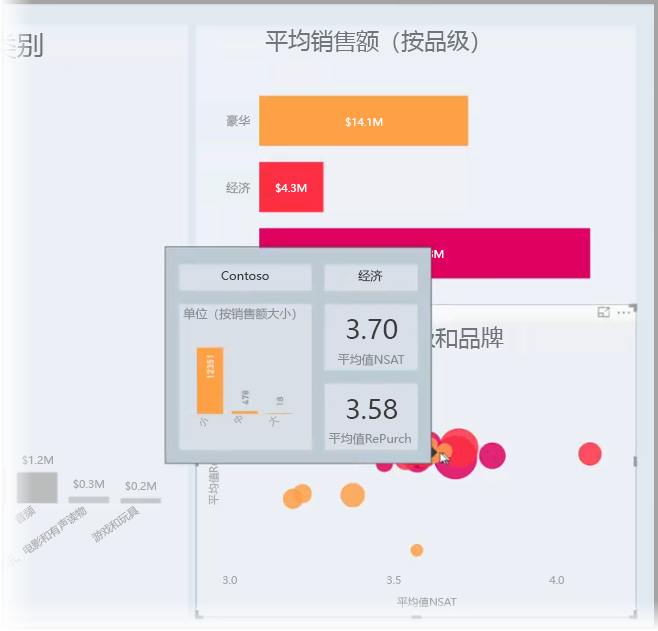 类别
$1.2M
$0.3M
$0.2M
音频
电影和有声读物
游戏和玩具
平均销售额（按品级）
豪华
$14.1M
经济
$4.3M
Contoso
经济
单位（按销售额大小）
12351
478
18
小
中
大
3.70
平均值NSAT
3.58
平均值RePurch
和品牌
平均值Re
3.0
3.5
4.0
平均值NSAT